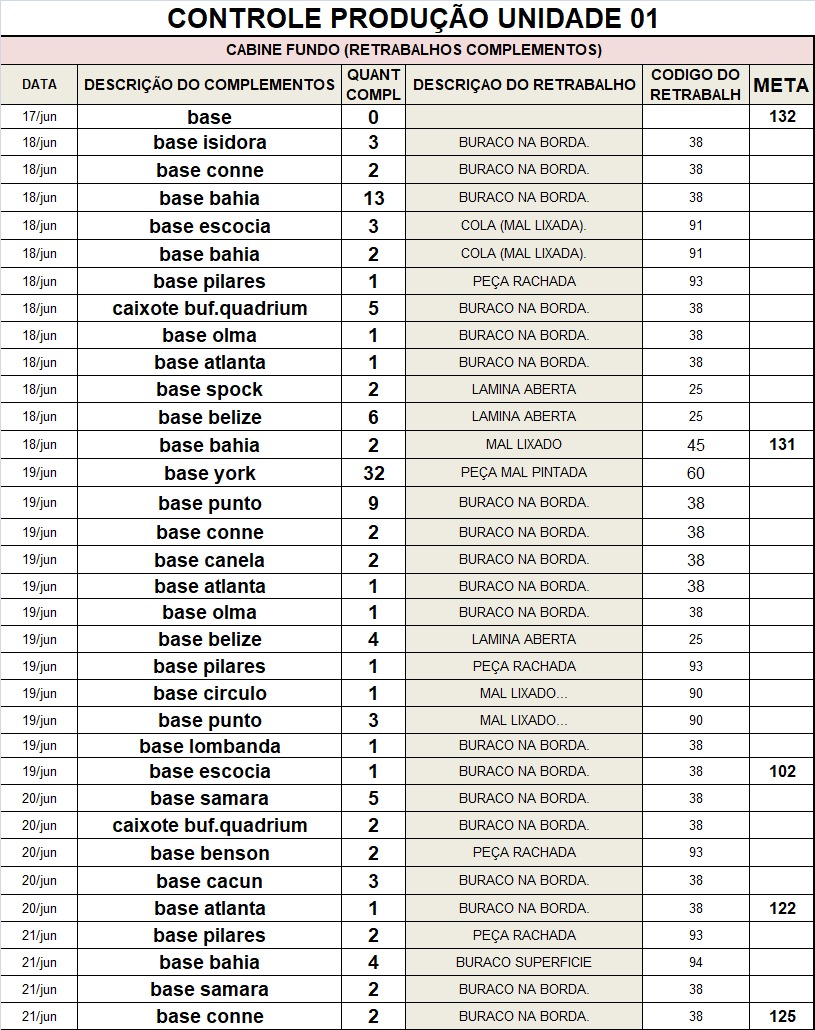 CONTROLE PRODUÇÃO UNIDADE 01
CABINE FUNDO (RETRABALHOS COMPLEMENTOS)
DATA DESCRIÇÃO DO COMPLEMENTOS QUANT COMPL DESCRIÇAO DO RETRABALHO CODIGO DO RETRABALH META
17/jun base 0 132
18/jun base isidora 3 BURACO NA BORDA. 38
18/jun base conne 2 BURACO NA BORDA. 38
18/jun base bahia 13 BURACO NA BORDA. 38
18/jun base escocia 3 COLA (MAL LIXADA). 91
18/jun base bahia 2 COLA (MAL LIXADA). 91
18/jun base pilares 1 PEÇA RACHADA 93
18/jun caixote buf.quadrium 5 BURACO NA BORDA. 38
18/jun base olma 1 BURACO NA BORDA. 38
18/jun base atlanta 1 BURACO NA BORDA. 38
18/jun base spock 2 LAMINA ABERTA 25
18/jun base belize 6 LAMINA ABERTA 25
18/jun base bahia 2 MAL LIXADO 45 131
19/jun base york 32 PEÇA MAL PINTADA 60
19/jun base punto 9 BURACO NA BORDA. 38
19/jun base conne 2 BURACO NA BORDA. 38
19/jun base canela 2 BURACO NA BORDA. 38
19/jun base atlanta 1 BURACO NA BORDA. 38
19/jun base olma 1 BURACO NA BORDA. 38
19/jun base belize 4 LAMINA ABERTA 25
19/jun base pilares 1 PEÇA RACHADA 93
19/jun base circulo 1 MAL LIXADO... 90
19/jun base punto 3 MAL LIXADO... 90
19/jun base lombanda 1 BURACO NA BORDA. 38
19/jun base escocia 1 BURACO NA BORDA. 38 102
20/jun base samara 5 BURACO NA BORDA. 38
20/jun caixote buf.quadrium 2 BURACO NA BORDA. 38
20/jun base benson 2 PEÇA RACHADA 93
20/jun base cacun 3 BURACO NA BORDA. 38
20/jun base atlanta 1 BURACO NA BORDA. 38 122
21/jun base pilares 2 PEÇA RACHADA 93
21/jun base bahia 4 BURACO SUPERFICIE 94
21/jun base samara 2 BURACO NA BORDA. 38
21/jun base conne 2 BURACO NA BORDA. 38 125